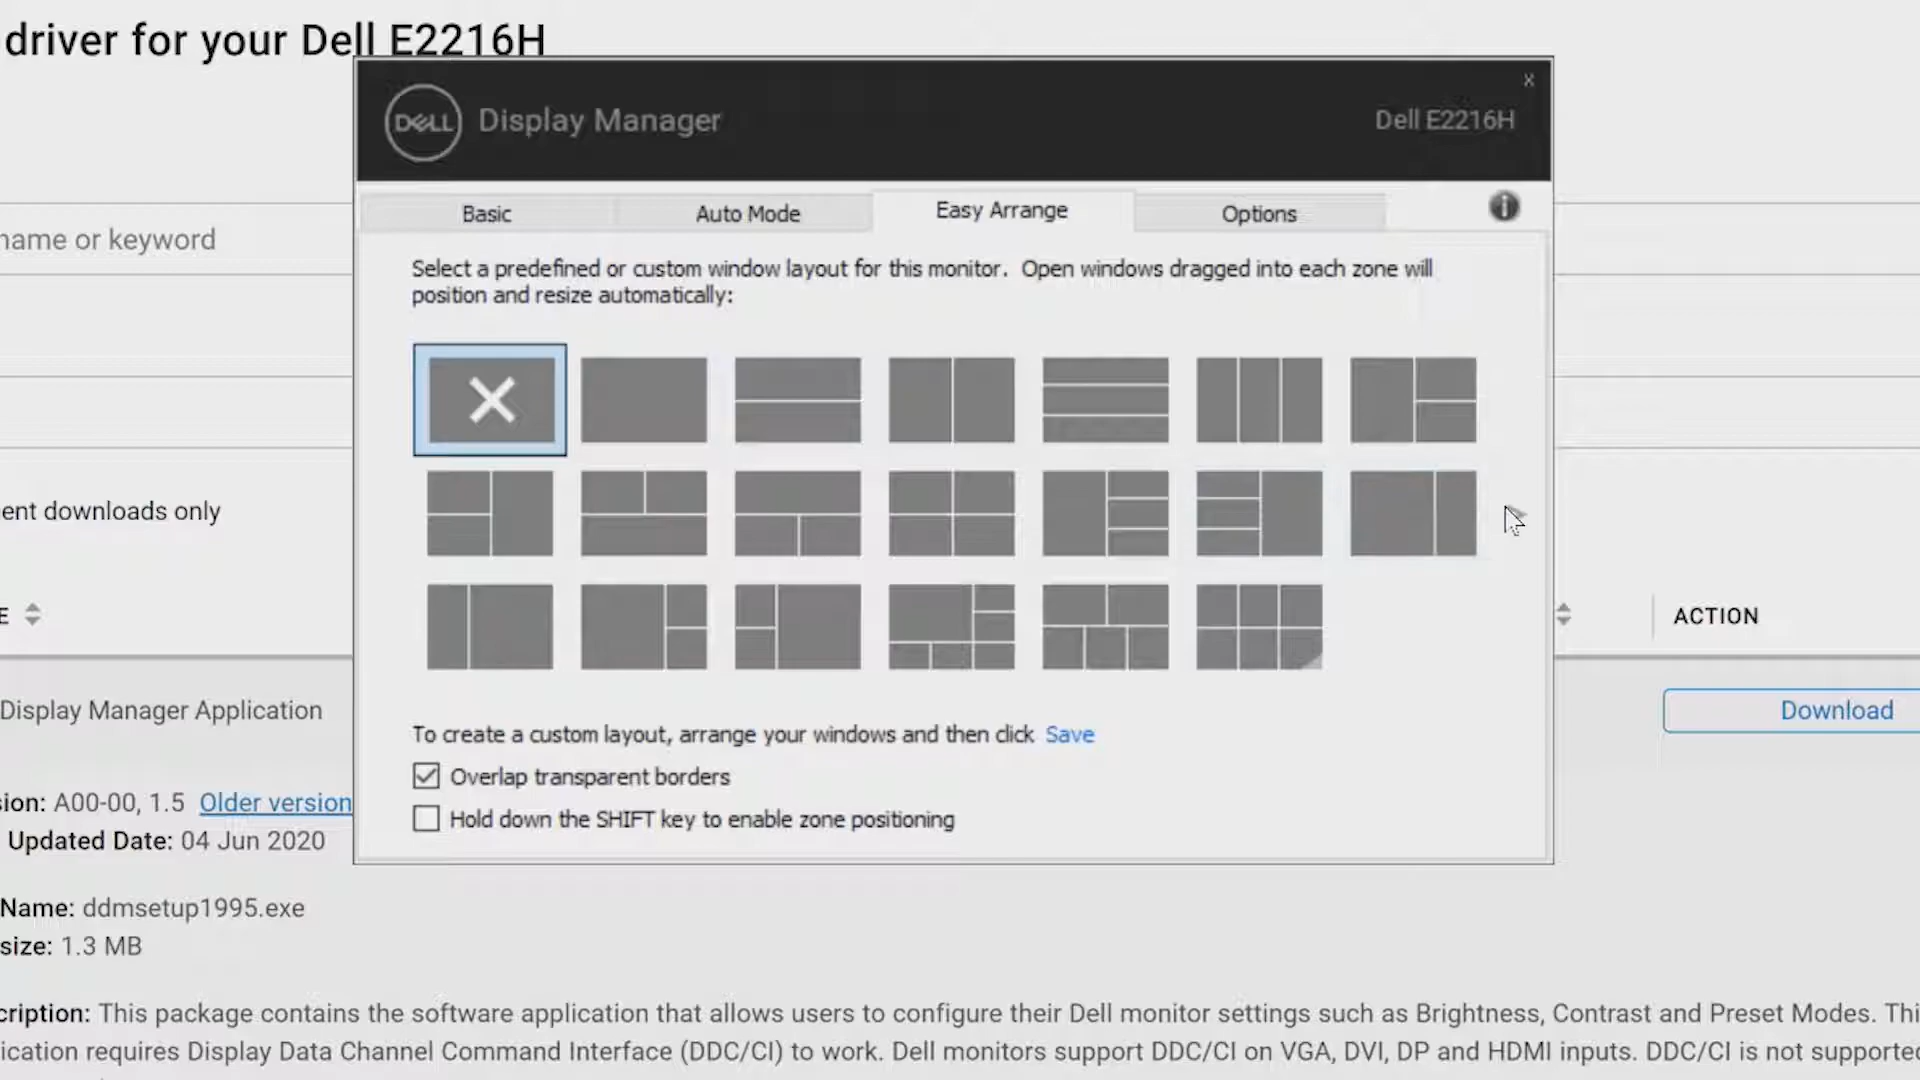 driver for your Dell E2216H
DELL Display Manager
x
Dell E2216H
Basic
Auto Mode
Easy Arrange
Options
name or keyword
Select a predefined or custom window layout for this monitor. Open windows dragged into each zone will
position and resize automatically:
ent downloads only
E
ACTION
Display Manager Application
Download
To create a custom layout, arrange your windows and then click Save
Overlap transparent borders
Hold down the SHIFT key to enable zone positioning
sion: A00-00, 1.5 Older version
Updated Date: 04 Jun 2020
Name: ddmsetup1995.exe
size: 1.3 MB
cription: This package contains the software application that allows users to configure their Dell monitor settings such as Brightness, Contrast and Preset Modes. Thi
ication requires Display Data Channel Command Interface (DDC/CI) to work. Dell monitors support DDC/CI on VGA, DVI, DP and HDMI inputs. DDC/CI is not supported